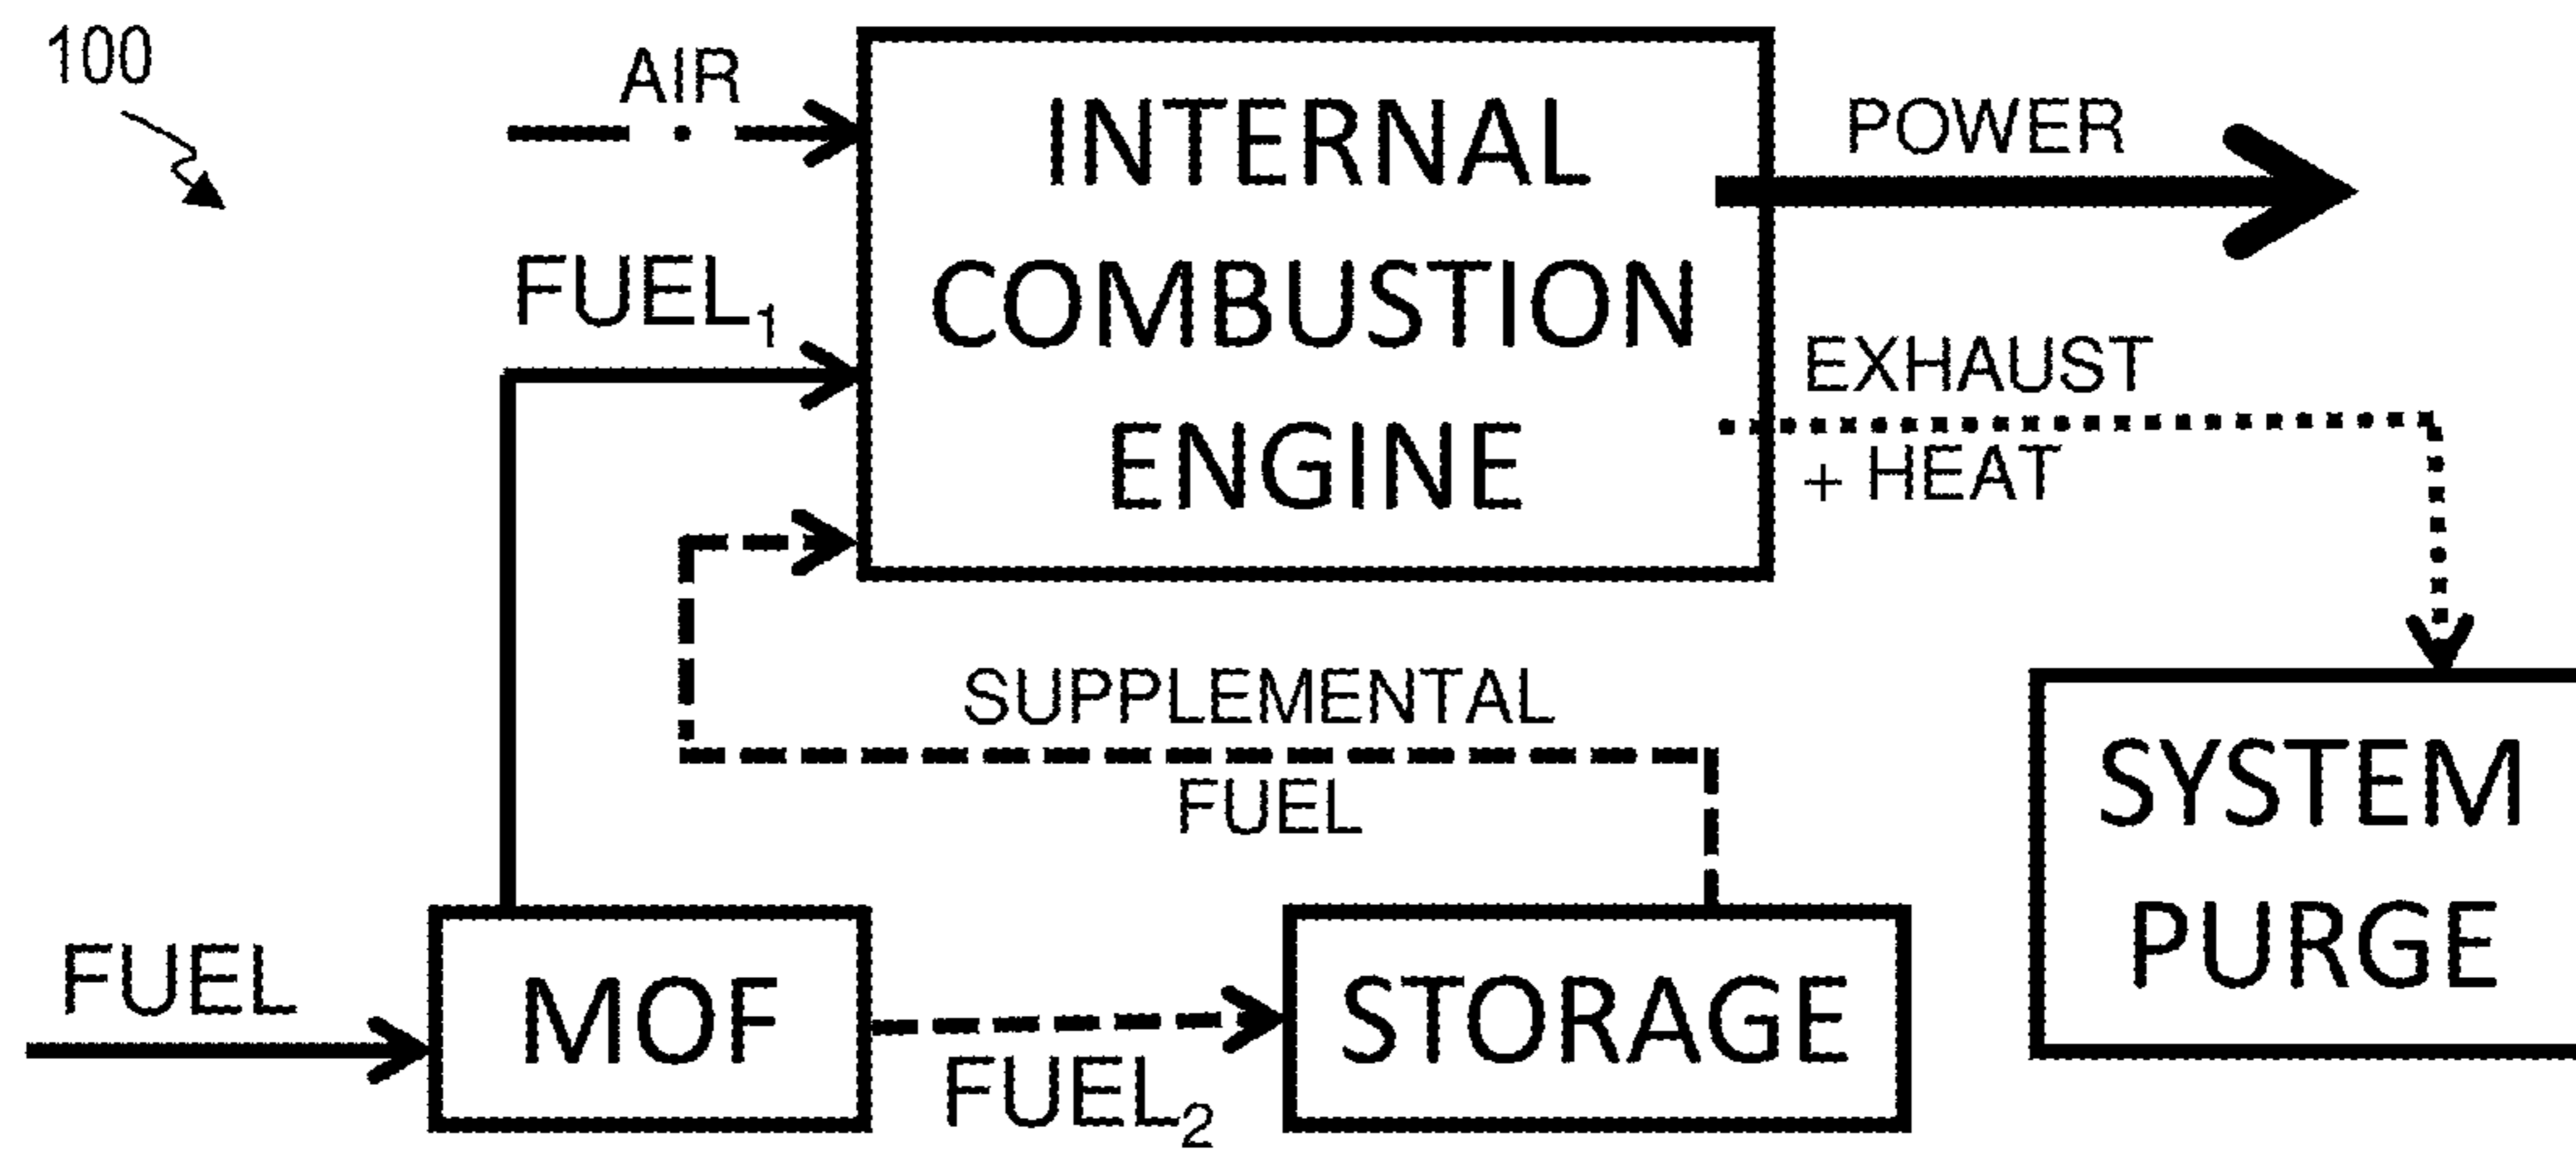 100
AIR
INTERNAL
COMBUSTION
ENGINE
POWER
FUEL₁
EXHAUST
+ HEAT
SUPPLEMENTAL
FUEL
SYSTEM
PURGE
FUEL
MOF
FUEL₂
STORAGE